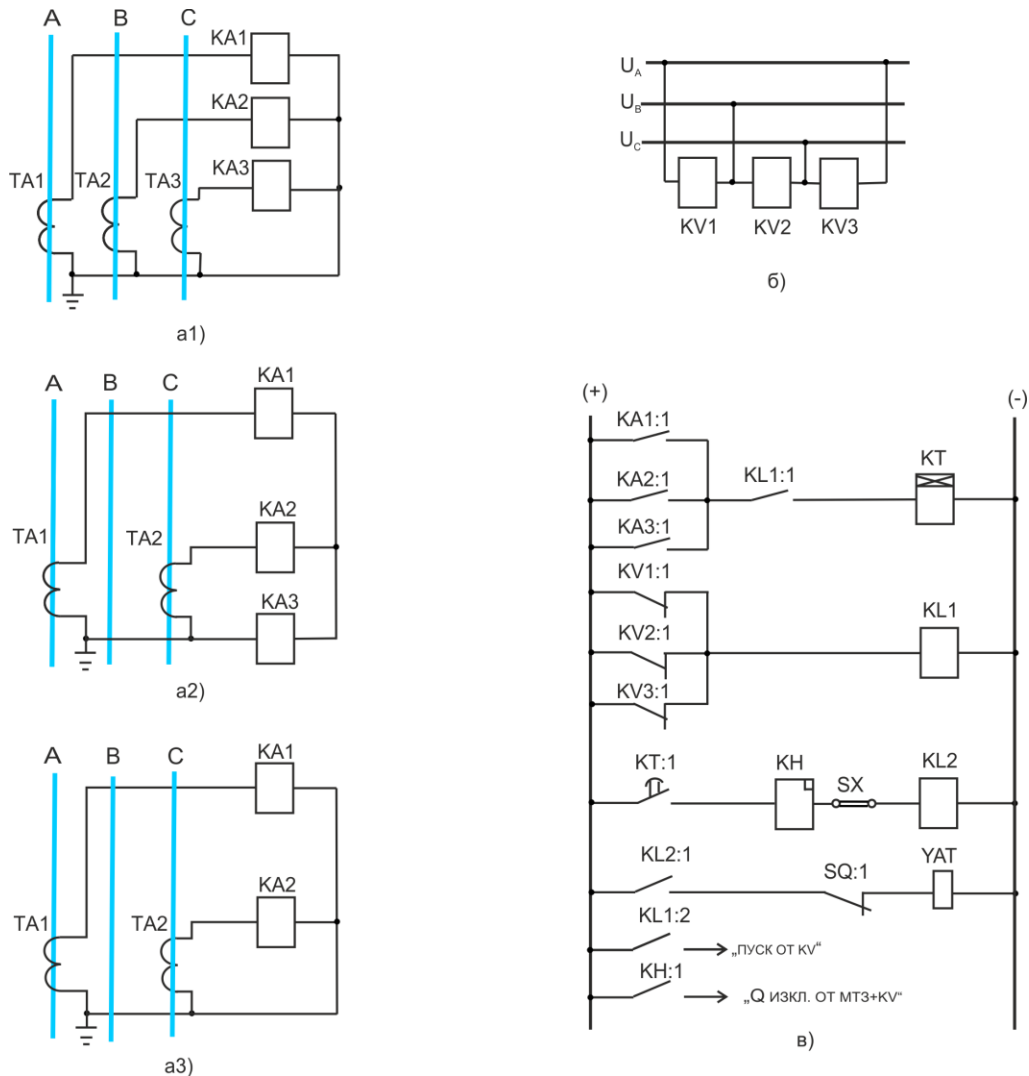 A B C
KA1
KA2
KA3
TA1 TA2 TA3
а1)
A B C
KA1
TA1 TA2 KA2
KA3
а2)
A B C
KA1
KA2
TA1 TA2
а3)
UA
UB
UC
KV1 KV2 KV3
б)
(+) (-)
KA1:1
KA2:1 KL1:1 KT
KA3:1
KV1:1
KV2:1 KL1
KV3:1
KT:1 KH SX KL2
KL2:1 SQ:1 YAT
KL1:2
„ПУСК ОТ KV“
KH:1
„Q ИЗКЛ. ОТ МТЗ+KV“
в)